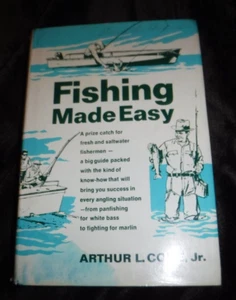 Fishing
Made Easy
A prize catch for
fresh and saltwater
fishermen —
a big guide packed
with the kind of
know-how that will
bring you success in
every angling situation
—from panfishing
for white bass
to fighting for marlin
ARTHUR L. Jr.